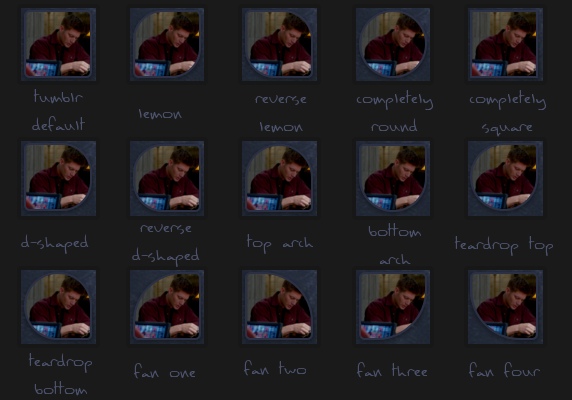 tumblr
default
lemon
reverse
lemon
completely
round
completely
square
d-shaped
reverse
d-shaped
top arch
bottom
arch
teardrop top
teardrop
bottom
fan one
fan two
fan three
fan four